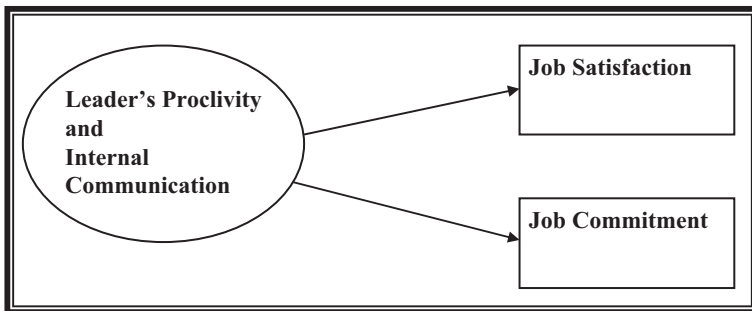 Leader’s Proclivity
and
Internal
Communication
Job Satisfaction
Job Commitment